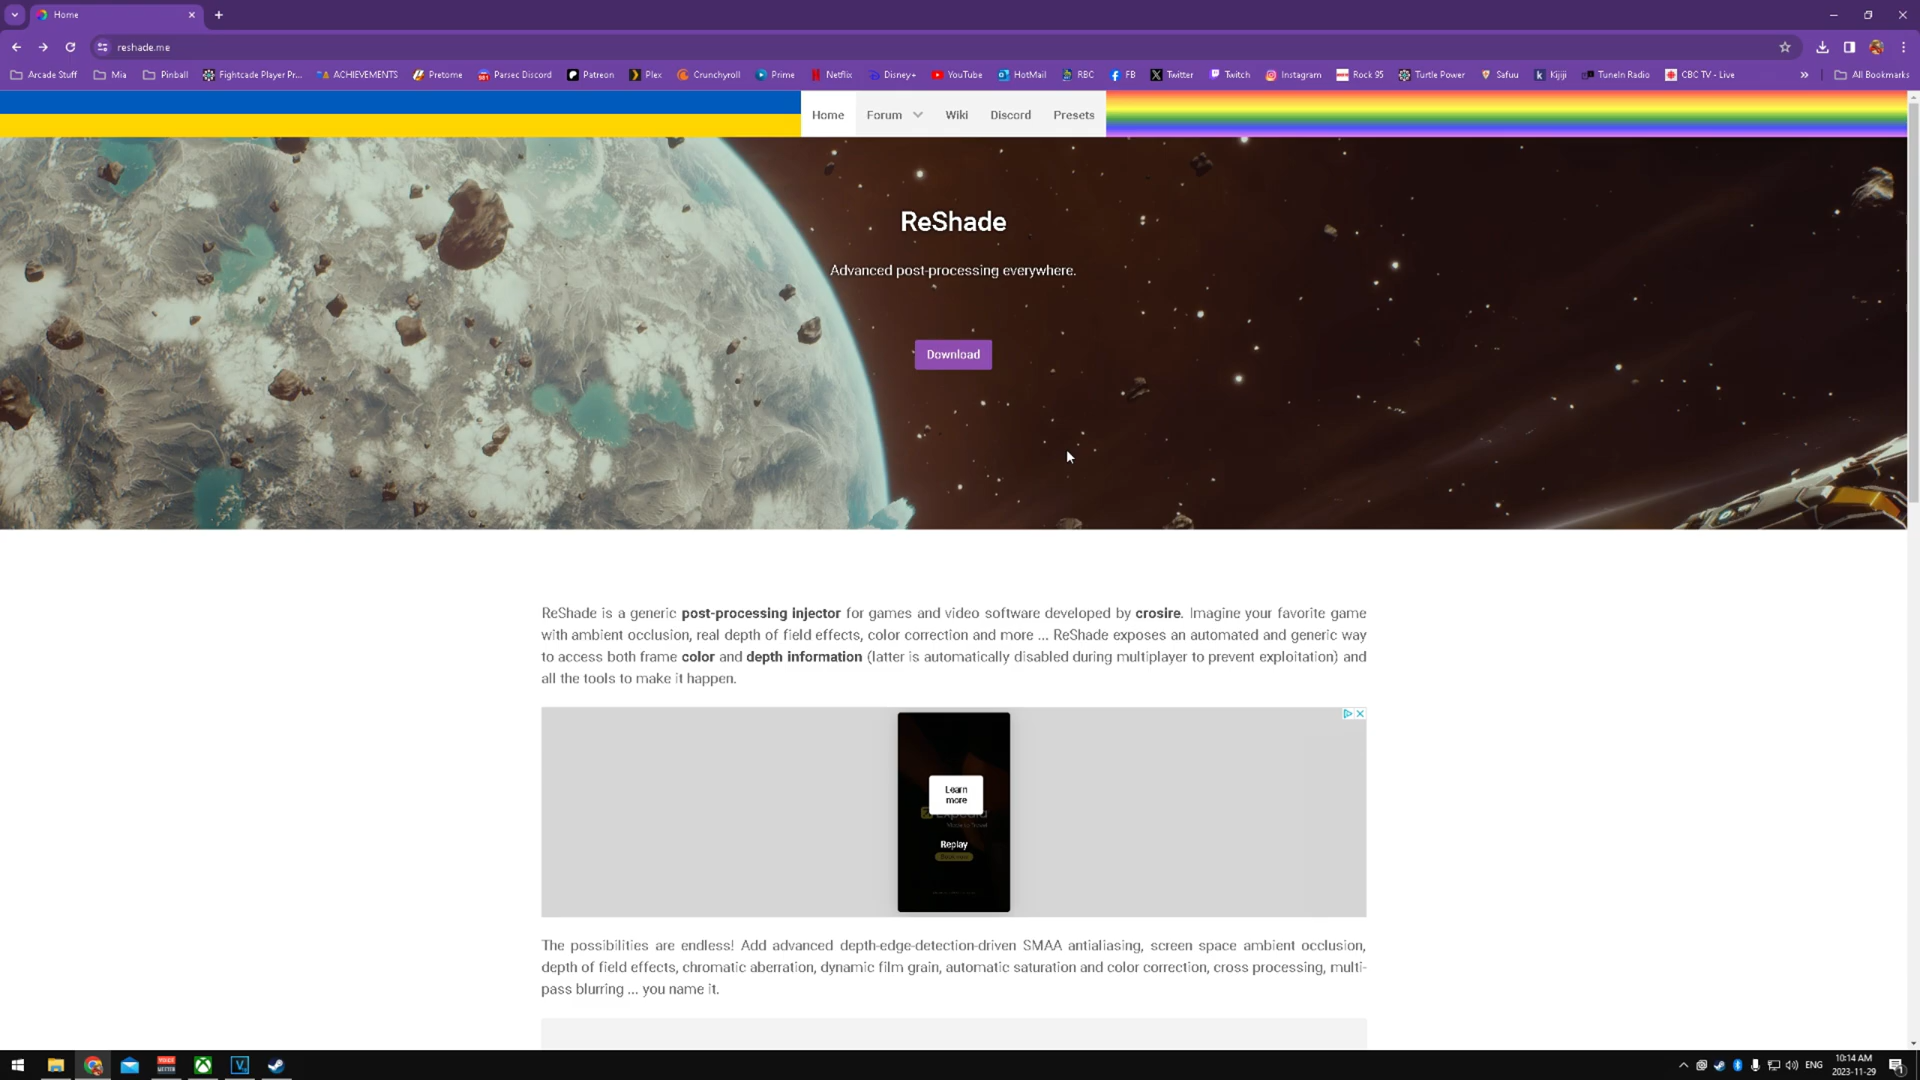 Home
reshade.me
Arcade Stuff
Mia
Pinball
Fightcade Player Pr...
ACHIEVEMENTS
Pretome
Parsec Discord
Patreon
Plex
Crunchyroll
Prime
Netflix
Disney+
YouTube
HotMail
RBC
FB
Twitter
Twitch
Instagram
Rock 95
Turtle Power
Safuu
Kijiji
TuneIn Radio
CBC TV - Live
All Bookmarks
Home
Forum
Wiki
Discord
Presets
ReShade
Advanced post-processing everywhere.
Download
ReShade is a generic post-processing injector for games and video software developed by crosire. Imagine your favorite game
with ambient occlusion, real depth of field effects, color correction and more ... ReShade exposes an automated and generic way
to access both frame color and depth information (latter is automatically disabled during multiplayer to prevent exploitation) and
all the tools to make it happen.
Learn
more
Replay
The possibilities are endless! Add advanced depth-edge-detection-driven SMAA antialiasing, screen space ambient occlusion,
depth of field effects, chromatic aberration, dynamic film grain, automatic saturation and color correction, cross processing, multi-
pass blurring ... you name it.
ENG
10:14 AM
2023-11-29